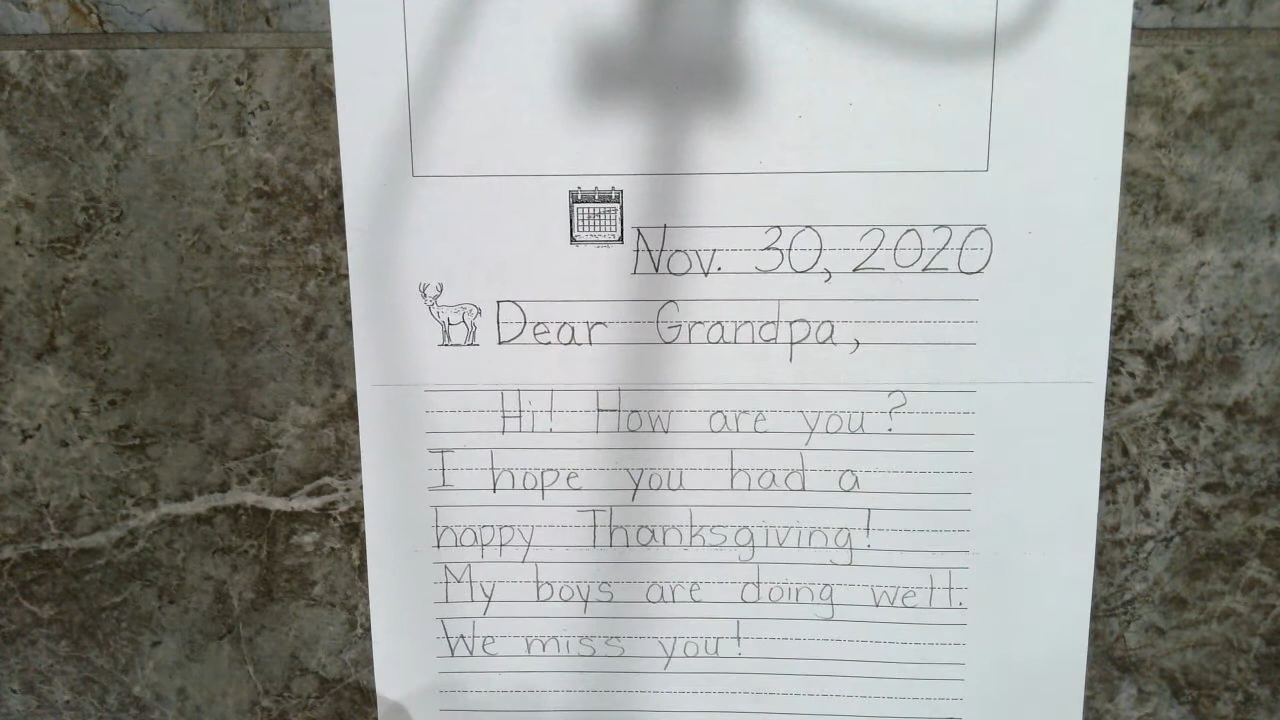 Nov. 30, 2020
Dear Grandpa,
Hi! How are you?
I hope you had a
happy Thanksgiving!
My boys are doing well.
We miss you!